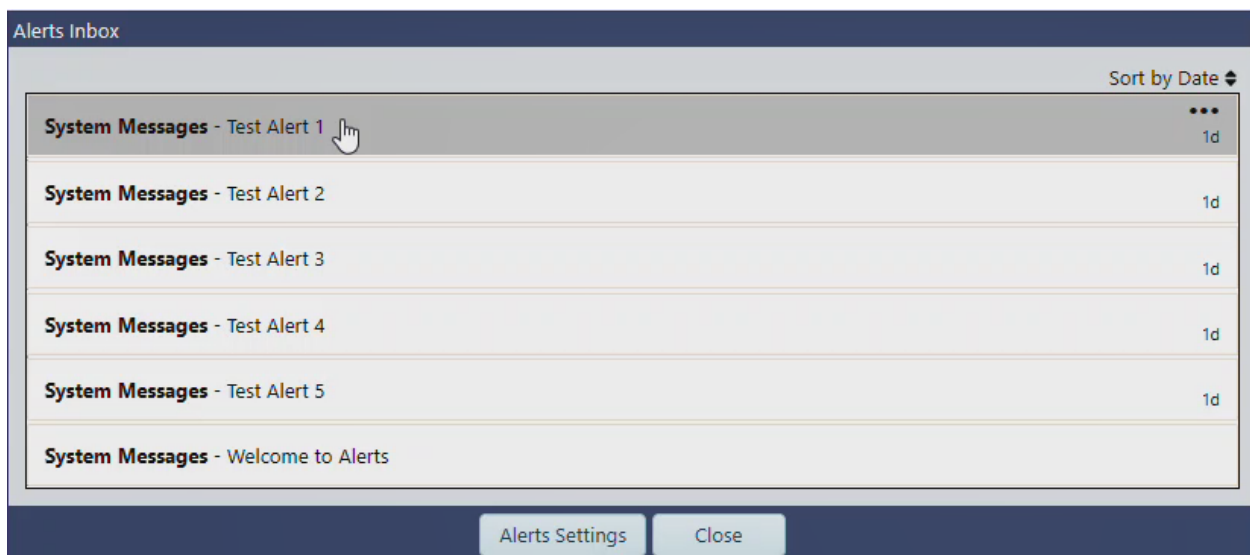 Alerts Inbox
Sort by Date
System Messages - Test Alert 1
•••
1d
System Messages - Test Alert 2
1d
System Messages - Test Alert 3
1d
System Messages - Test Alert 4
1d
System Messages - Test Alert 5
1d
System Messages - Welcome to Alerts
Alerts Settings Close